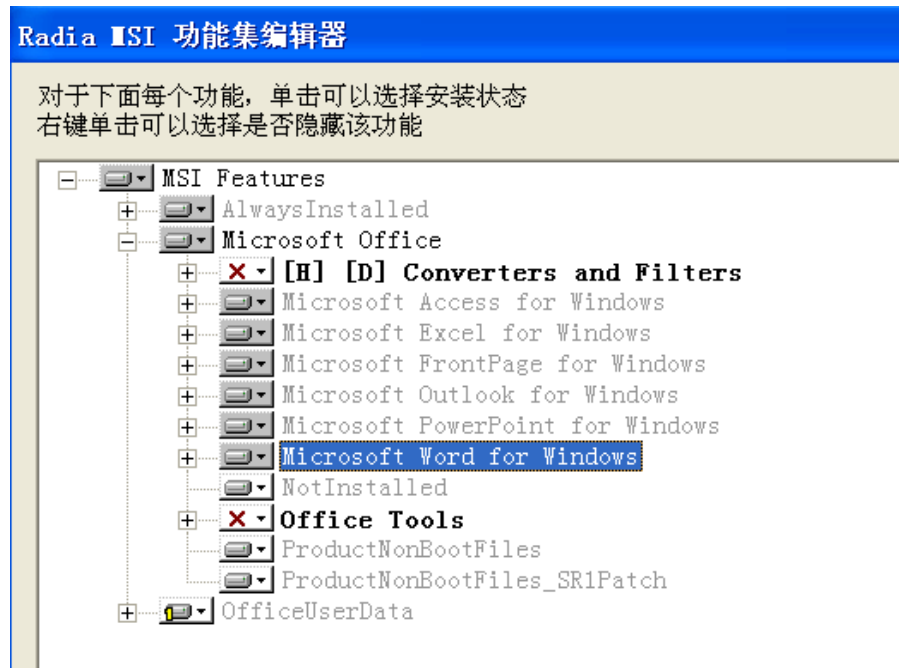 Radia MSI 功能集编辑器
对于下面每个功能，单击可以选择安装状态
右键单击可以选择是否隐藏该功能
MSI Features
AlwaysInstalled
Microsoft Office
[H] [D] Converters and Filters
Microsoft Access for Windows
Microsoft Excel for Windows
Microsoft FrontPage for Windows
Microsoft Outlook for Windows
Microsoft PowerPoint for Windows
Microsoft Word for Windows
NotInstalled
Office Tools
ProductNonBootFiles
ProductNonBootFiles_SR1Patch
OfficeUserData